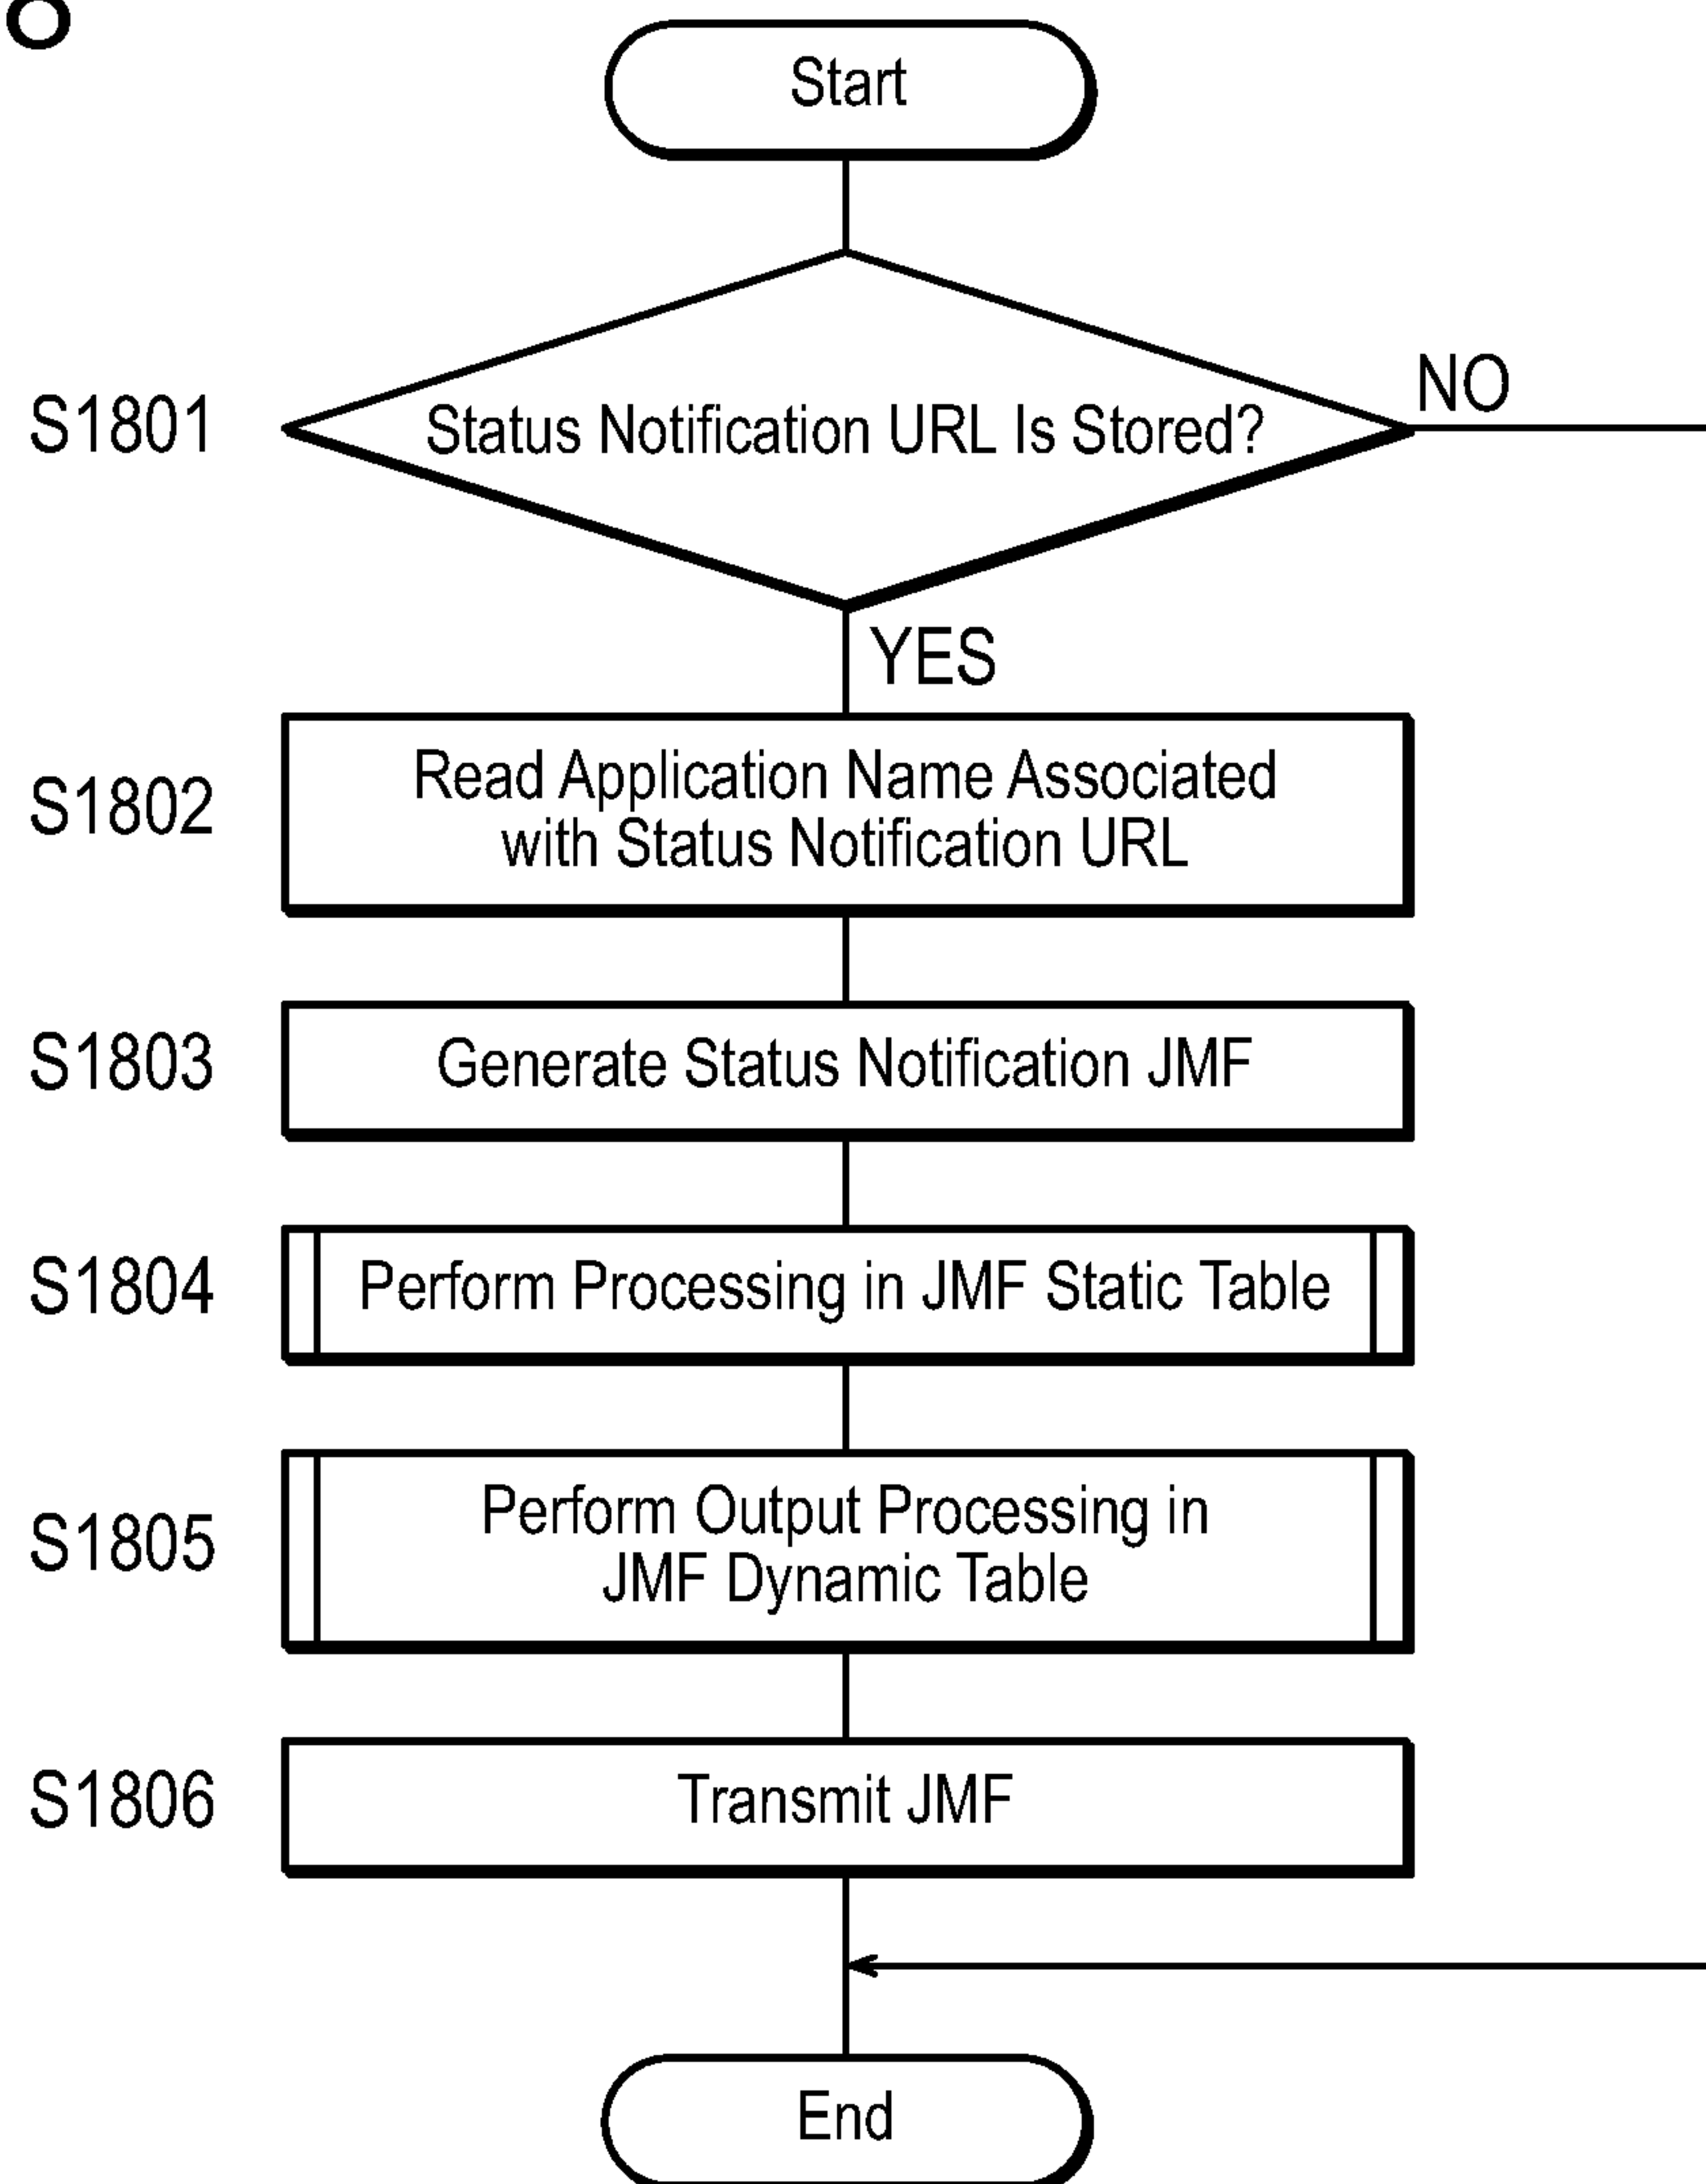 Start
S1801
Status Notification URL Is Stored?
NO
YES
S1802
Read Application Name Associated
with Status Notification URL
S1803
Generate Status Notification JMF
S1804
Perform Processing in JMF Static Table
S1805
Perform Output Processing in
JMF Dynamic Table
S1806
Transmit JMF
End